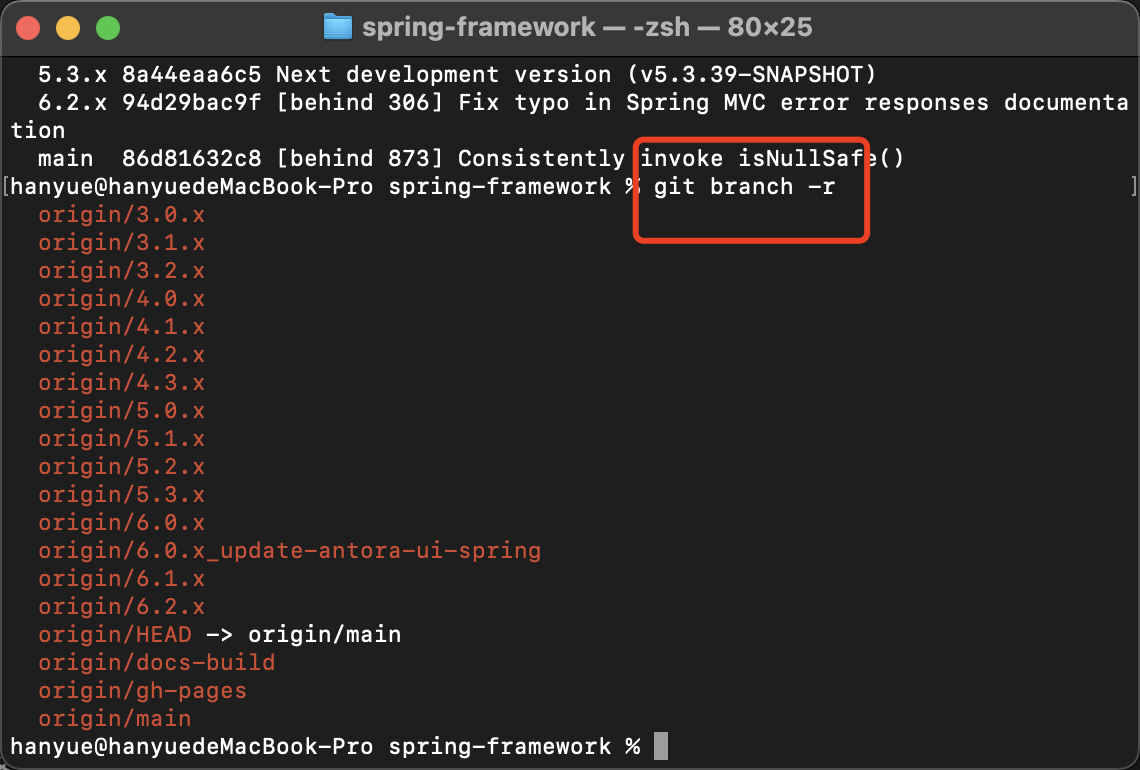 spring-framework — -zsh — 80×25
5.3.x 8a44eaa6c5 Next development version (v5.3.39-SNAPSHOT)
6.2.x 94d29bac9f [behind 306] Fix typo in Spring MVC error responses documenta
tion
main  86d81632c8 [behind 873] Consistently invoke isNullSafe()
[hanyue@hanyuedeMacBook-Pro spring-framework % git branch -r ]
origin/3.0.x
origin/3.1.x
origin/3.2.x
origin/4.0.x
origin/4.1.x
origin/4.2.x
origin/4.3.x
origin/5.0.x
origin/5.1.x
origin/5.2.x
origin/5.3.x
origin/6.0.x
origin/6.0.x_update-antora-ui-spring
origin/6.1.x
origin/6.2.x
origin/HEAD -> origin/main
origin/docs-build
origin/gh-pages
origin/main
hanyue@hanyuedeMacBook-Pro spring-framework %